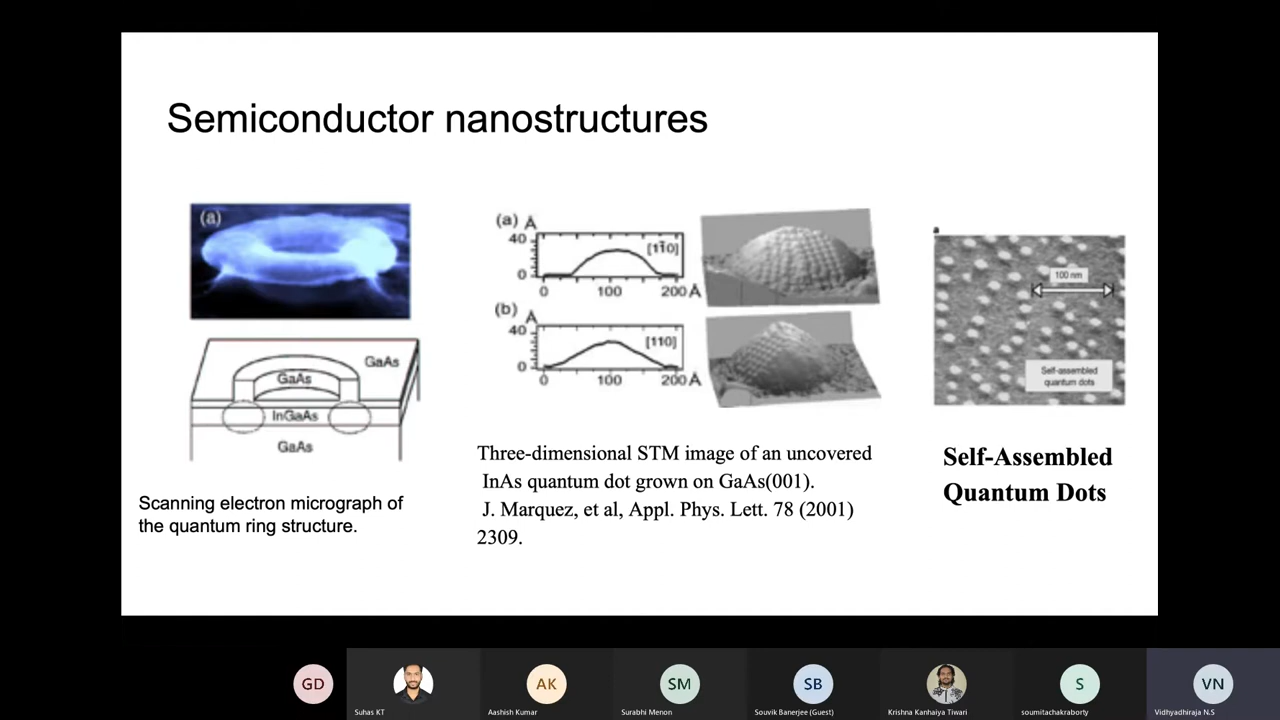 Semiconductor nanostructures
(a)
GaAs
GaAs
InGaAs
GaAs
Scanning electron micrograph of
the quantum ring structure.
(a) Å
40
[11̄0]
0
0 100 200 Å
(b) Å
40
[110]
0
0 100 200 Å
Three-dimensional STM image of an uncovered
InAs quantum dot grown on GaAs(001).
J. Marquez, et al, Appl. Phys. Lett. 78 (2001)
2309.
a
100 nm
Self-assembled
quantum dots
Self-Assembled
Quantum Dots
GD
AK
SM
SB
S
VN
Suhas KT
Aashish Kumar
Surabhi Menon
Souvik Banerjee (Guest)
Krishna Kanhaiya Tiwari
soumitachakraborty
Vidhyadhiraja N.S